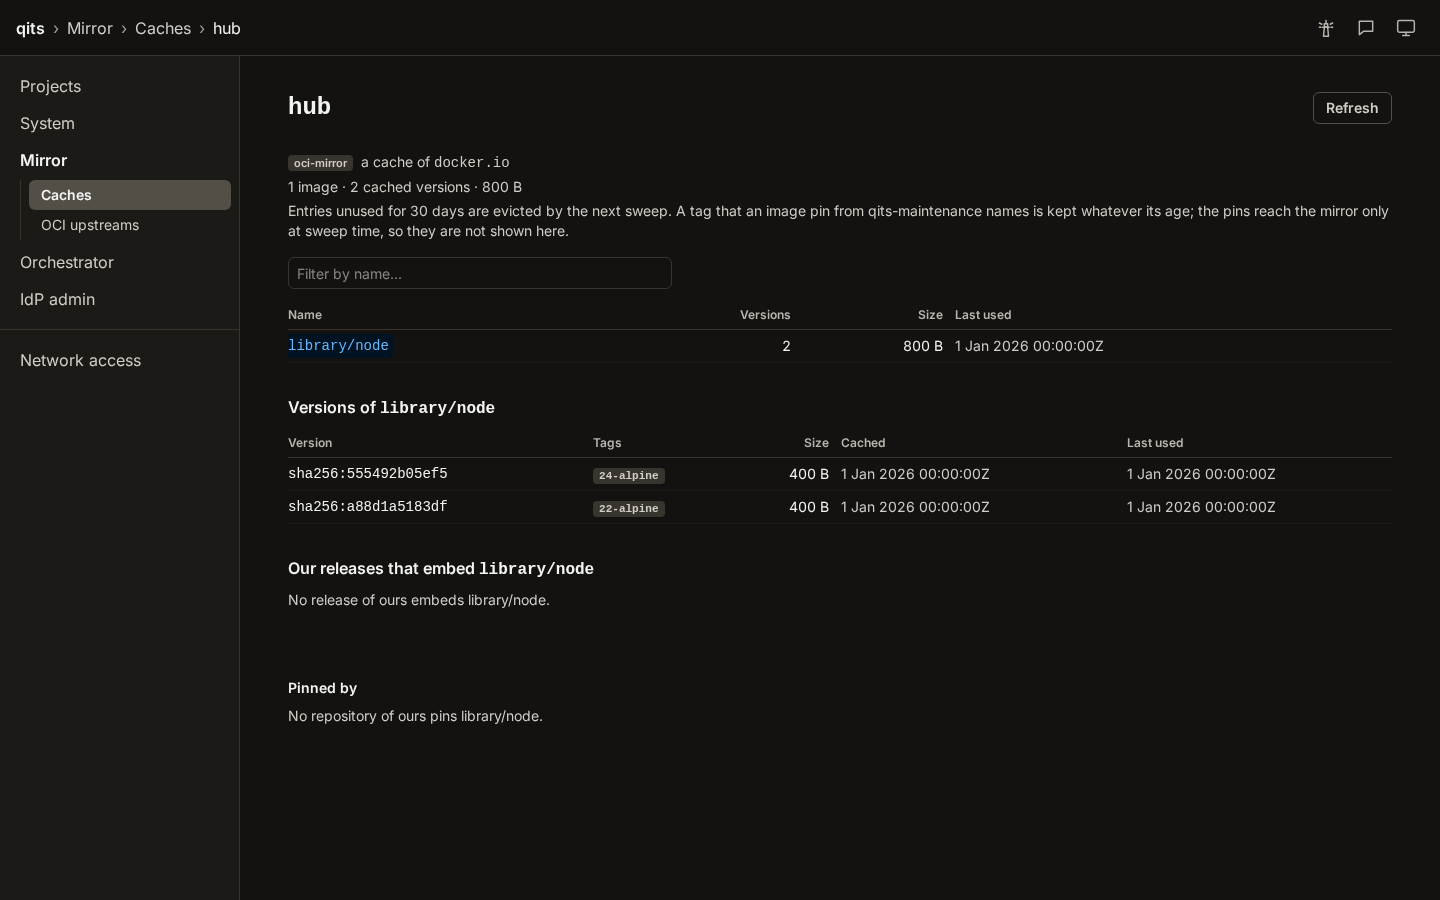 qits › Mirror › Caches › hub
Projects
System
Mirror
Caches
OCI upstreams
Orchestrator
IdP admin
Network access
hub
Refresh
oci-mirror a cache of docker.io
1 image · 2 cached versions · 800 B
Entries unused for 30 days are evicted by the next sweep. A tag that an image pin from qits-maintenance names is kept whatever its age; the pins reach the mirror only
at sweep time, so they are not shown here.
Filter by name...
Name Versions Size Last used
library/node 2 800 B 1 Jan 2026 00:00:00Z
Versions of library/node
Version Tags Size Cached Last used
sha256:555492b05ef5 24-alpine 400 B 1 Jan 2026 00:00:00Z 1 Jan 2026 00:00:00Z
sha256:a88d1a5183df 22-alpine 400 B 1 Jan 2026 00:00:00Z 1 Jan 2026 00:00:00Z
Our releases that embed library/node
No release of ours embeds library/node.
Pinned by
No repository of ours pins library/node.